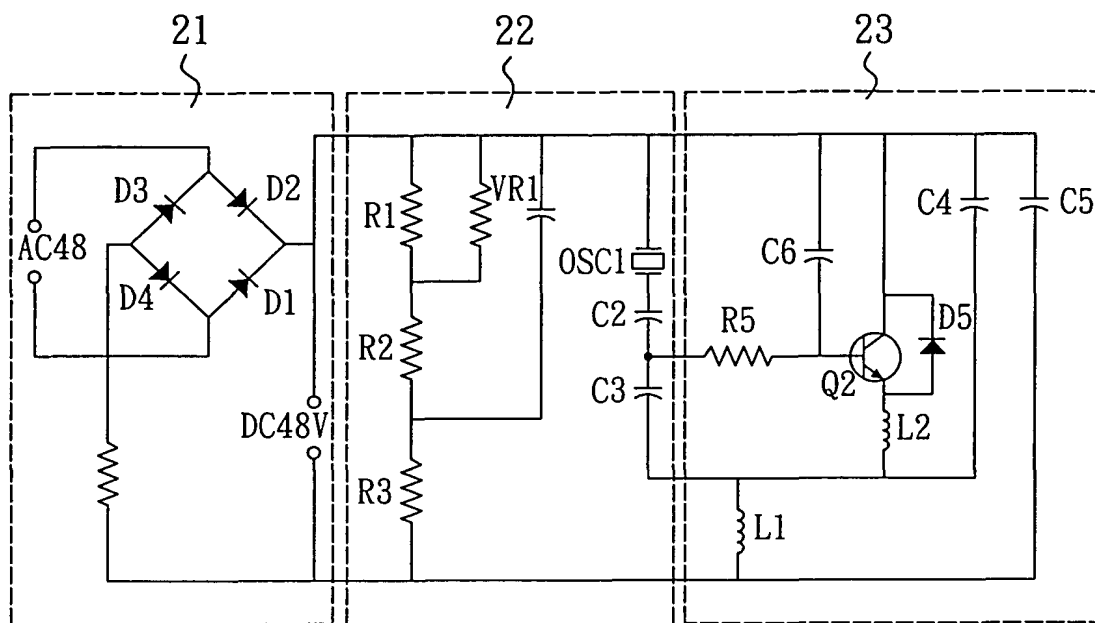 21
22
23
D3
D2
AC48
D4
D1
DC48V
R1
VR1
R2
R3
OSC1
C2
C3
R5
C6
Q2
D5
L2
C4
C5
L1